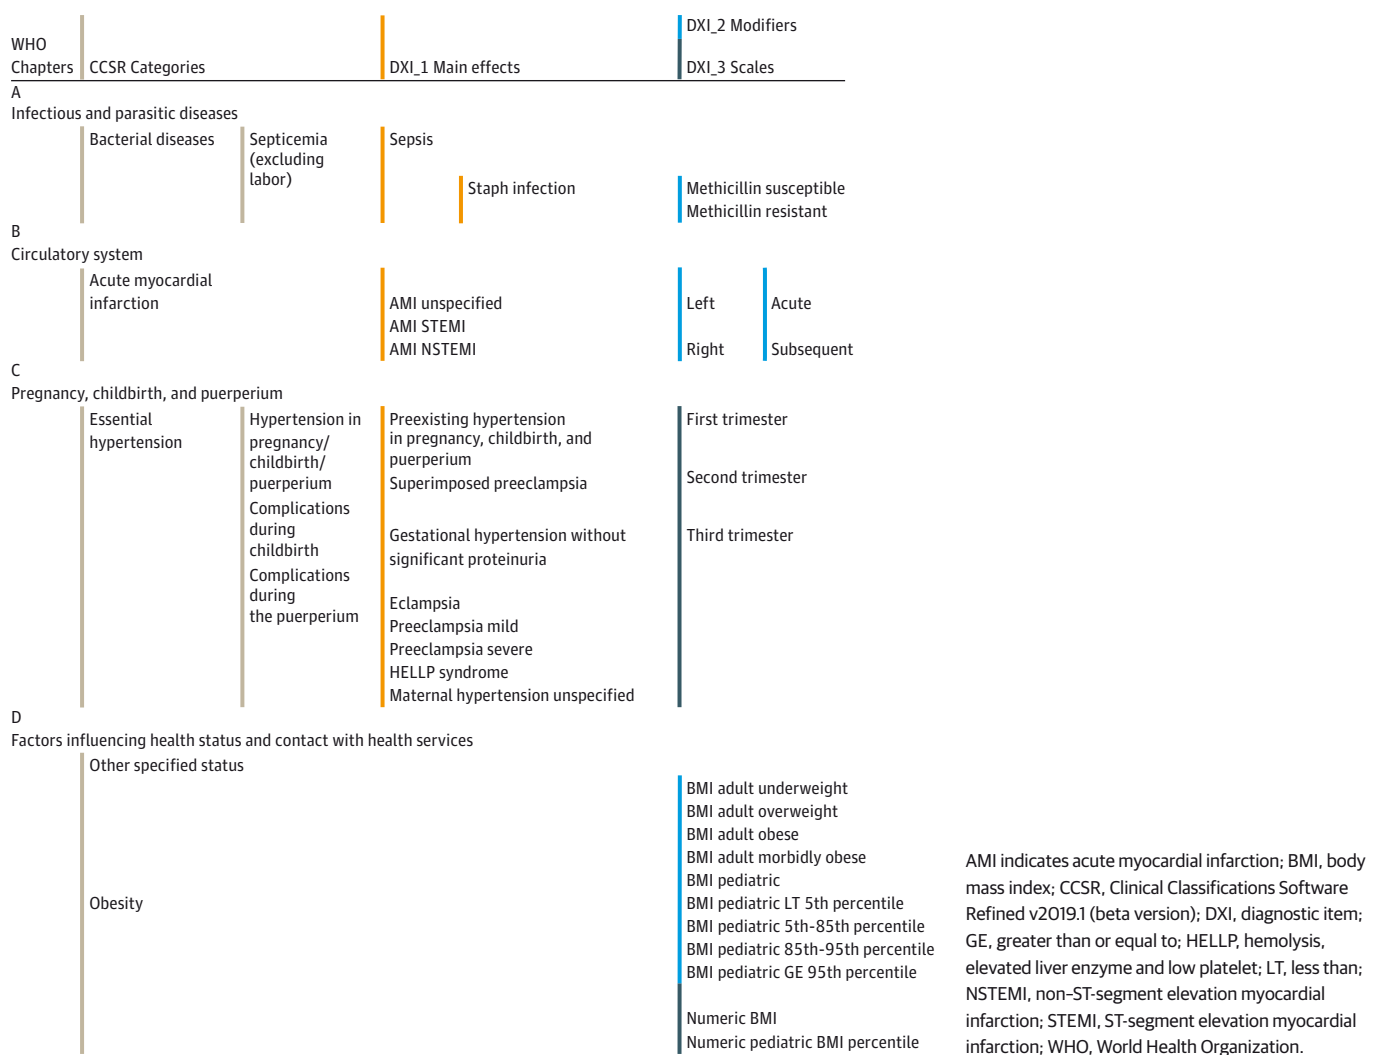 DXI_2 Modifiers
WHO
Chapters CCSR Categories DXI_1 Main effects DXI_3 Scales
A
Infectious and parasitic diseases
Bacterial diseases Septicemia Sepsis
(excluding
labor)
Staph infection Methicillin susceptible
Methicillin resistant
B
Circulatory system
Acute myocardial
infarction AMI unspecified Left Acute
AMI STEMI
AMI NSTEMI Right Subsequent
C
Pregnancy, childbirth, and puerperium
Essential
hypertension
Hypertension in
pregnancy/
childbirth/
puerperium
Complications
during
childbirth
Complications
during
the puerperium
Preexisting hypertension
in pregnancy, childbirth, and
puerperium
Superimposed preeclampsia
Gestational hypertension without
significant proteinuria
Eclampsia
Preeclampsia mild
Preeclampsia severe
HELLP syndrome
Maternal hypertension unspecified
First trimester
Second trimester
Third trimester
D
Factors influencing health status and contact with health services
Other specified status
Obesity
BMI adult underweight
BMI adult overweight
BMI adult obese
BMI adult morbidly obese
BMI pediatric
BMI pediatric LT 5th percentile
BMI pediatric 5th-85th percentile
BMI pediatric 85th-95th percentile
BMI pediatric GE 95th percentile
Numeric BMI
Numeric pediatric BMI percentile
AMI indicates acute myocardial infarction; BMI, body
mass index; CCSR, Clinical Classifications Software
Refined v2019.1 (beta version); DXI, diagnostic item;
GE, greater than or equal to; HELLP, hemolysis,
elevated liver enzyme and low platelet; LT, less than;
NSTEMI, non–ST-segment elevation myocardial
infarction; STEMI, ST-segment elevation myocardial
infarction; WHO, World Health Organization.